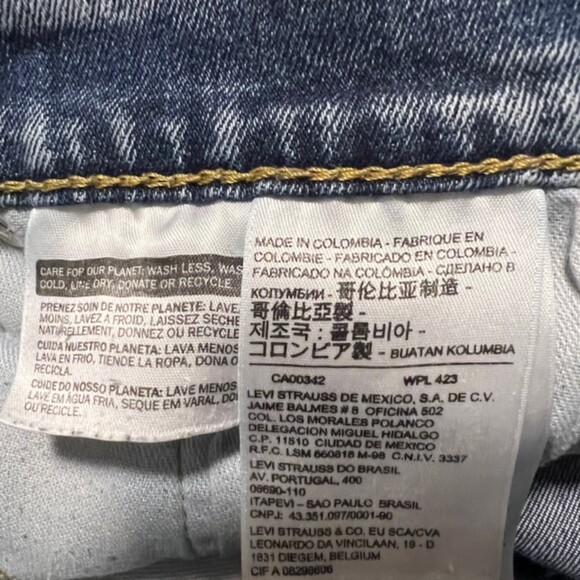 CARE FOR OUR PLANET: WASH LESS, WAS
COLD, LINE DRY, DONATE OR RECYCLE
PRENEZ SOIN DE NOTRE PLANETE: LAVE
MOINS, LAVEZ A FROID, LAISSEZ SÈCHE
NATURELLEMENT, DONNEZ OU RECYCLE
CUIDA NUESTRO PLANETA: LAVA MENOS
LAVA EN FRIO, TIENDE LA ROPA, DONA O
RECICLA.
CUIDE DO NOSSO PLANETA: LAVE MENOS
LAVE EM ÁGUA FRIA, SEQUE EM VARAL, DO
RECICLE
MADE IN COLOMBIA - FABRIQUE EN
COLOMBIE - FABRICADO EN COLOMBIA -
FABRICADO NA COLÔMBIA - СДЕЛАНО В
КОЛУМБИИ - 哥伦比亚制造 -
哥倫比亞製 -
제조국: 콜롬비아 -
コロンビア製 - BUATAN KOLUMBIA
CA00342 WPL 423
LEVI STRAUSS DE MEXICO, S.A. DE C.V.
JAIME BALMES # 8 OFICINA 502
COL. LOS MORALES POLANCO
DELEGACION MIGUEL HIDALGO
C.P. 11510 CIUDAD DE MEXICO
R.F.C. LSM 660818 M-98 C.N.I.V. 3337
LEVI STRAUSS DO BRASIL
AV. PORTUGAL, 400
06690-110
ITAPEVI - SAO PAULO BRASIL
CNPJ: 43.351.097/0001-90
LEVI STRAUSS & CO. EU SCA/CVA
LEONARDO DA VINCILAAN, 19 - D
1831 DIEGEM, BELGIUM
CIF A 08298606